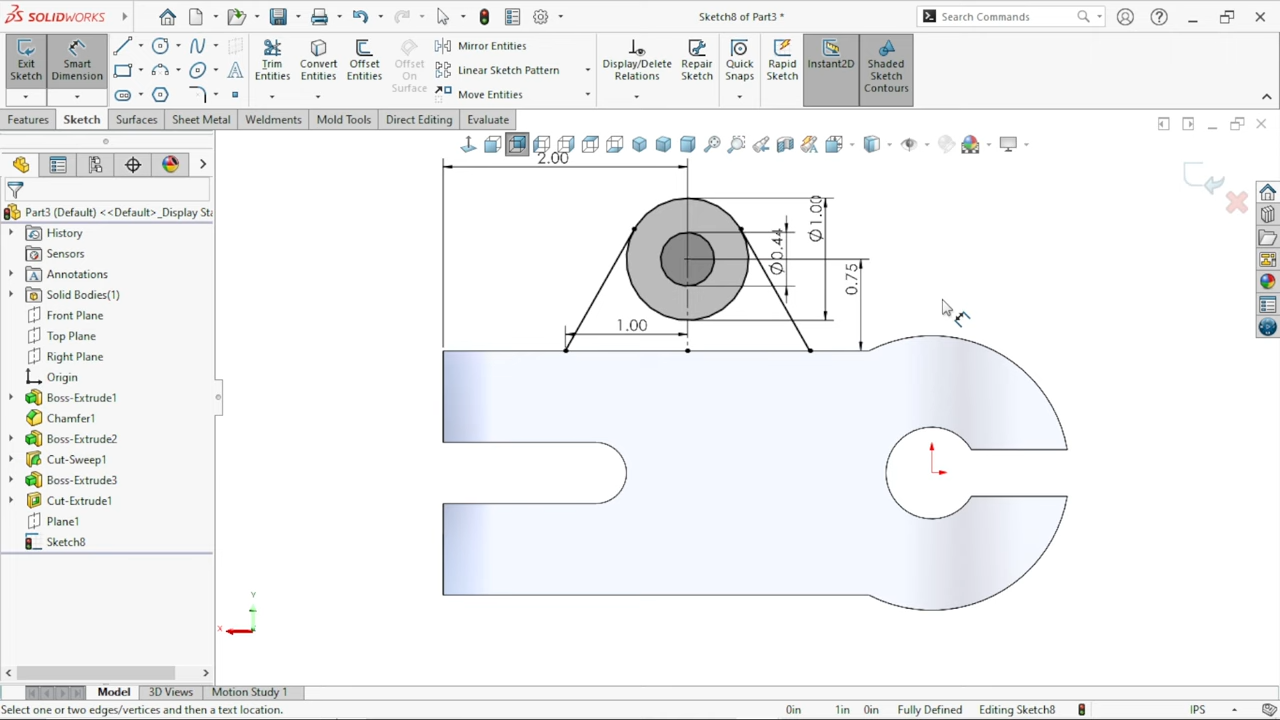 SOLIDWORKS
Sketch8 of Part3 *
Search Commands
Exit Sketch
Smart Dimension
Trim Entities
Convert Entities
Offset Entities
Offset On Surface
Mirror Entities
Linear Sketch Pattern
Move Entities
Display/Delete Relations
Repair Sketch
Quick Snaps
Rapid Sketch
Instant2D
Shaded Sketch Contours
Features
Sketch
Surfaces
Sheet Metal
Weldments
Mold Tools
Direct Editing
Evaluate
Part3 (Default) <<Default>_Display Sta
History
Sensors
Annotations
Solid Bodies(1)
Front Plane
Top Plane
Right Plane
Origin
Boss-Extrude1
Chamfer1
Boss-Extrude2
Cut-Sweep1
Boss-Extrude3
Cut-Extrude1
Plane1
Sketch8
2.00
∅1.00
∅0.44
0.75
1.00
Y
X
Model
3D Views
Motion Study 1
Select one or two edges/vertices and then a text location.
0in
1in
0in
Fully Defined
Editing Sketch8
IPS